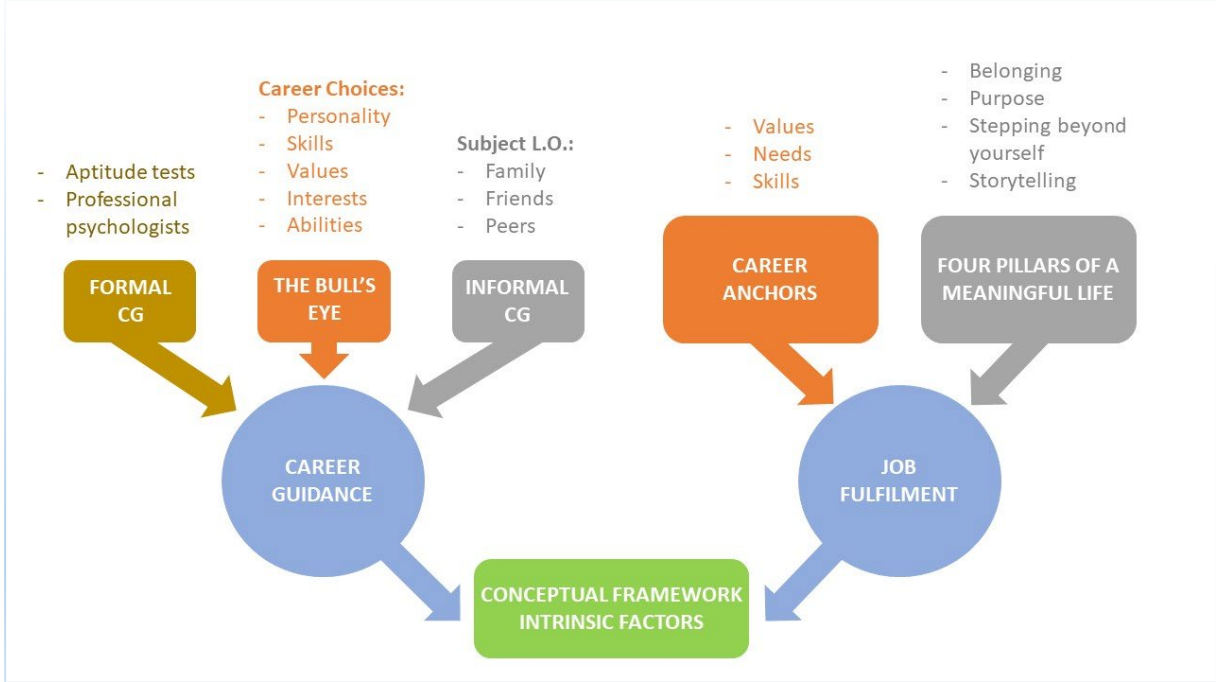 - Aptitude tests
- Professional
psychologists
Career Choices:
- Personality
- Skills
- Values
- Interests
- Abilities
Subject L.O.:
- Family
- Friends
- Peers
- Values
- Needs
- Skills
- Belonging
- Purpose
- Stepping beyond
yourself
- Storytelling
FORMAL
CG
THE BULL'S
EYE
INFORMAL
CG
CAREER
ANCHORS
FOUR PILLARS OF A
MEANINGFUL LIFE
CAREER
GUIDANCE
JOB
FULFILMENT
CONCEPTUAL FRAMEWORK
INTRINSIC FACTORS